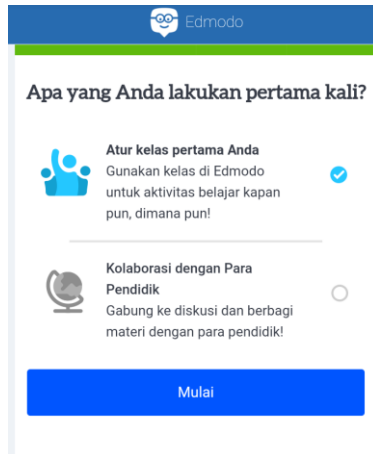 Edmodo
Apa yang Anda lakukan pertama kali?
Atur kelas pertama Anda
Gunakan kelas di Edmodo
untuk aktivitas belajar kapan
pun, dimana pun!
Kolaborasi dengan Para
Pendidik
Gabung ke diskusi dan berbagi
materi dengan para pendidik!
Mulai